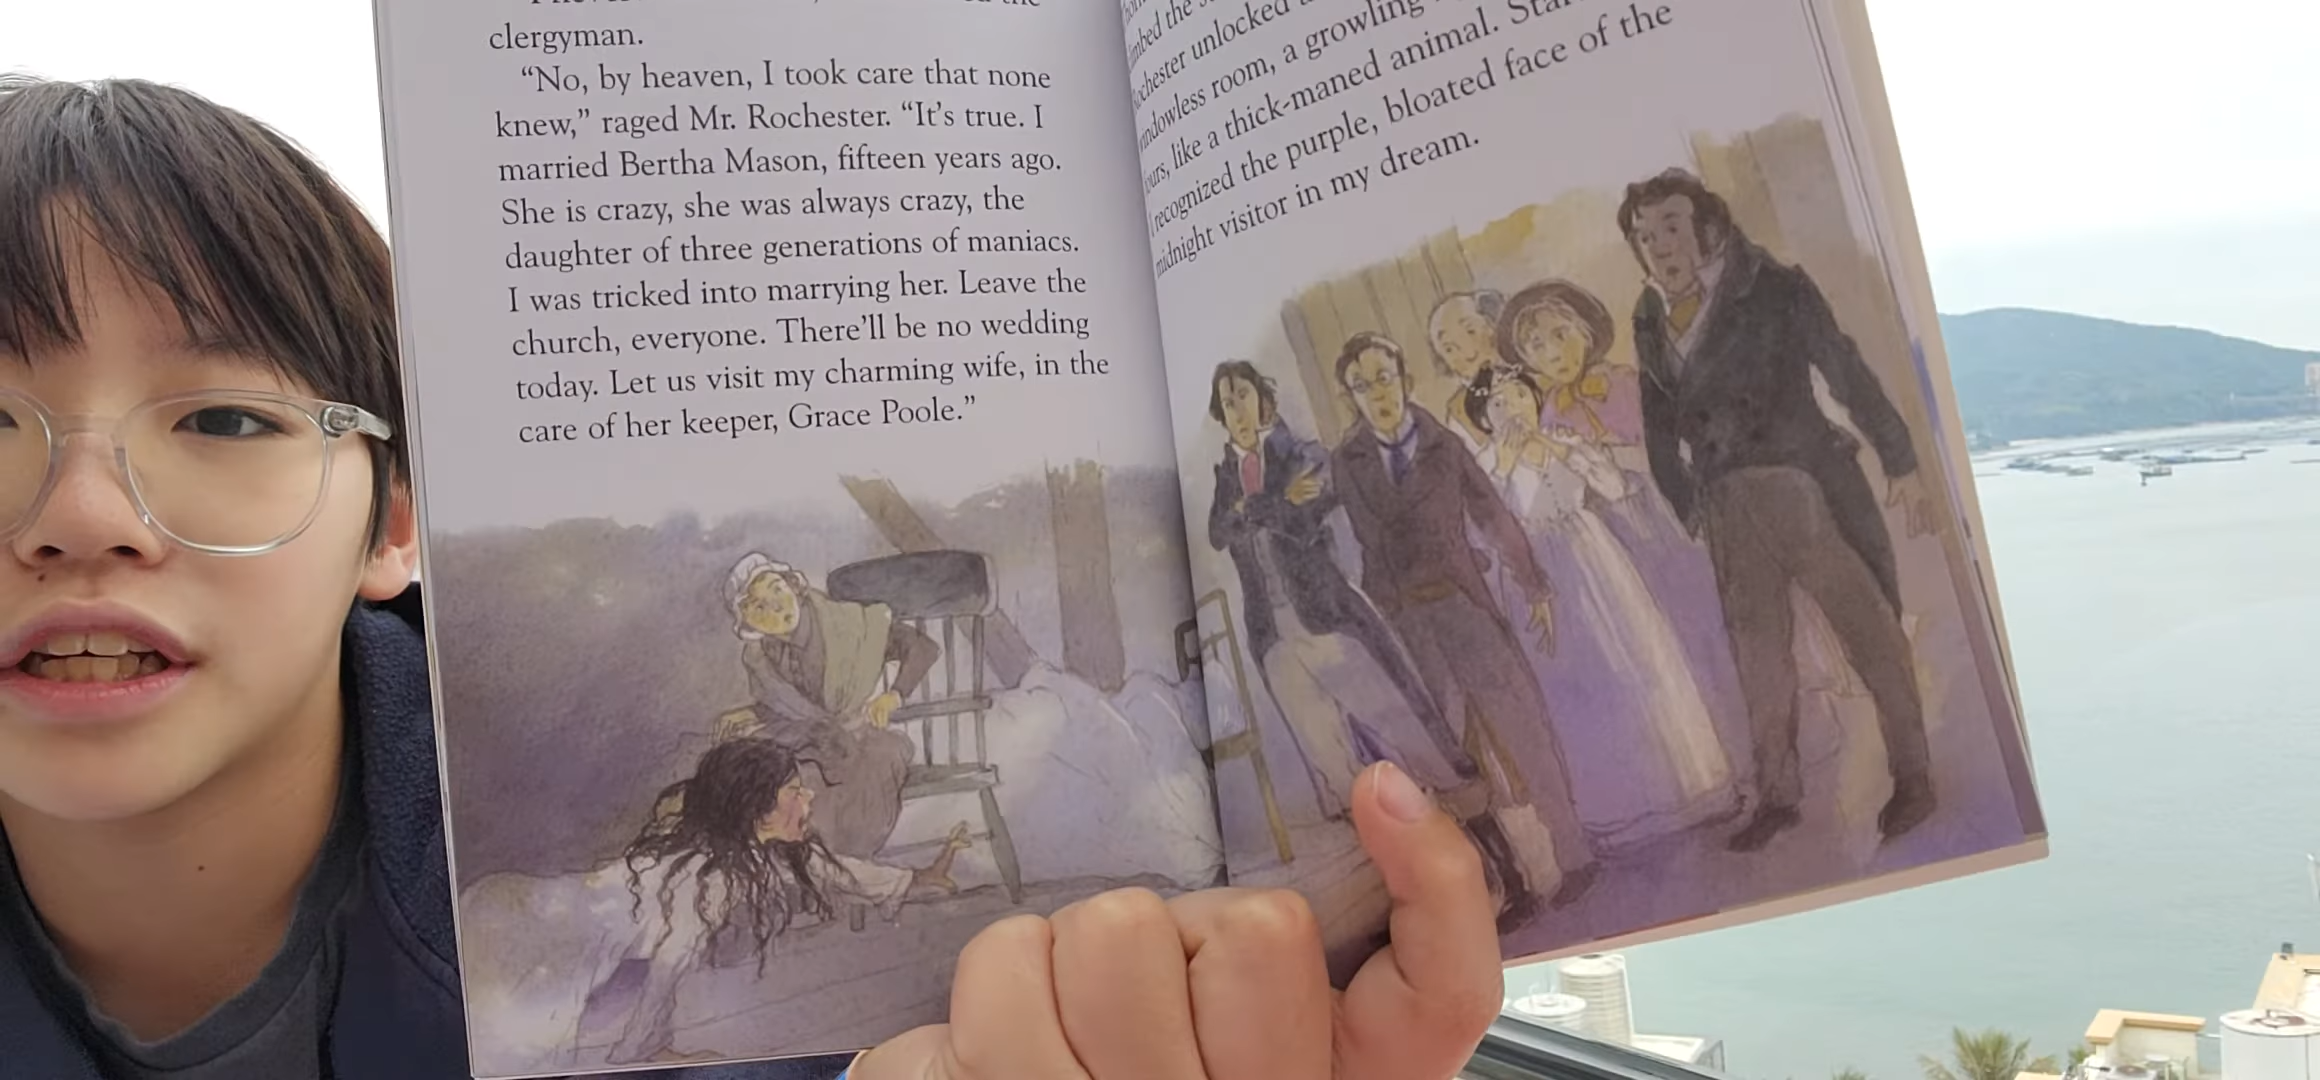 the
clergyman.
“No, by heaven, I took care that none
knew,” raged Mr. Rochester. “It’s true. I
married Bertha Mason, fifteen years ago.
She is crazy, she was always crazy, the
daughter of three generations of maniacs.
I was tricked into marrying her. Leave the
church, everyone. There’ll be no wedding
today. Let us visit my charming wife, in the
care of her keeper, Grace Poole.”
the
unlocked
room, a growling
like a thick-maned animal.
recognized the purple, bloated face of the
midnight visitor in my dream.